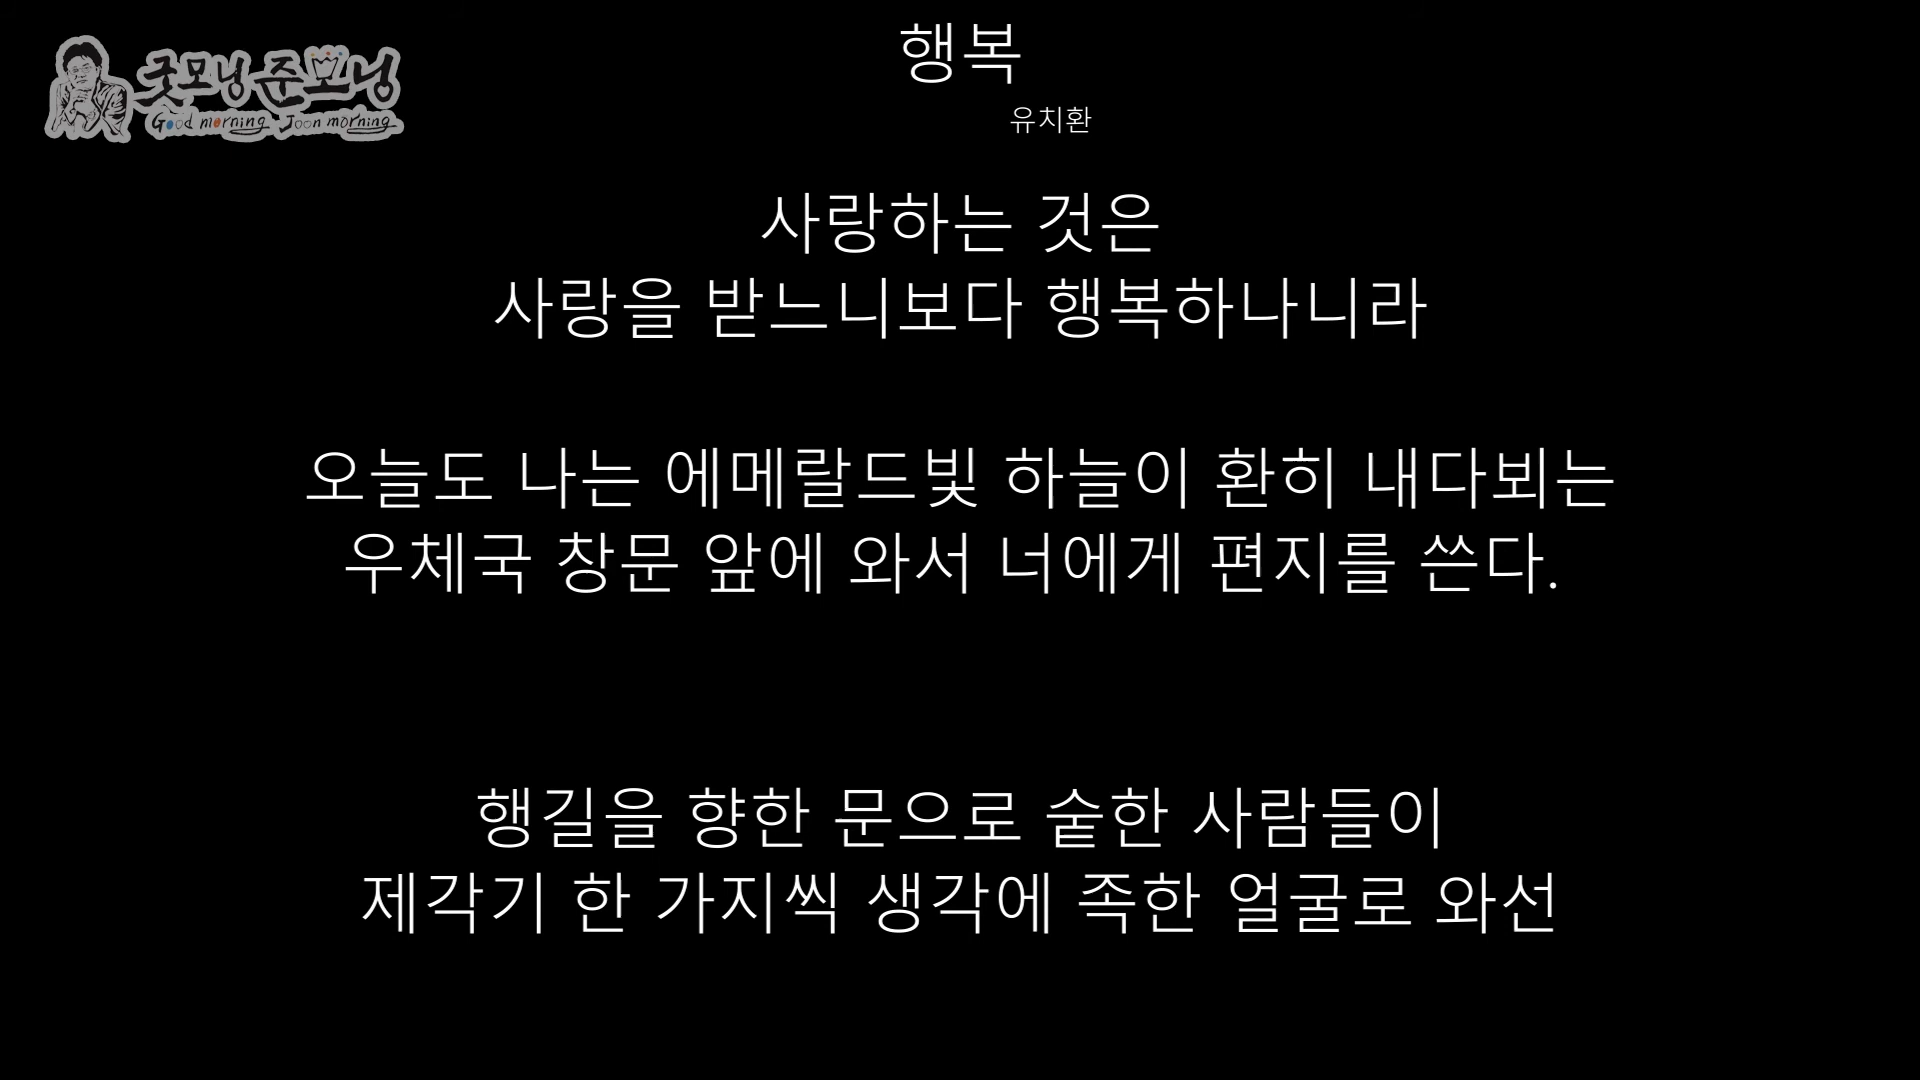 굿모닝 준모닝
Good morning Joon morning
행복
유치환
사랑하는 것은
사랑을 받느니보다 행복하나니라
오늘도 나는 에메랄드빛 하늘이 환히 내다뵈는
우체국 창문 앞에 와서 너에게 편지를 쓴다.
행길을 향한 문으로 숱한 사람들이
제각기 한 가지씩 생각에 족한 얼굴로 와선